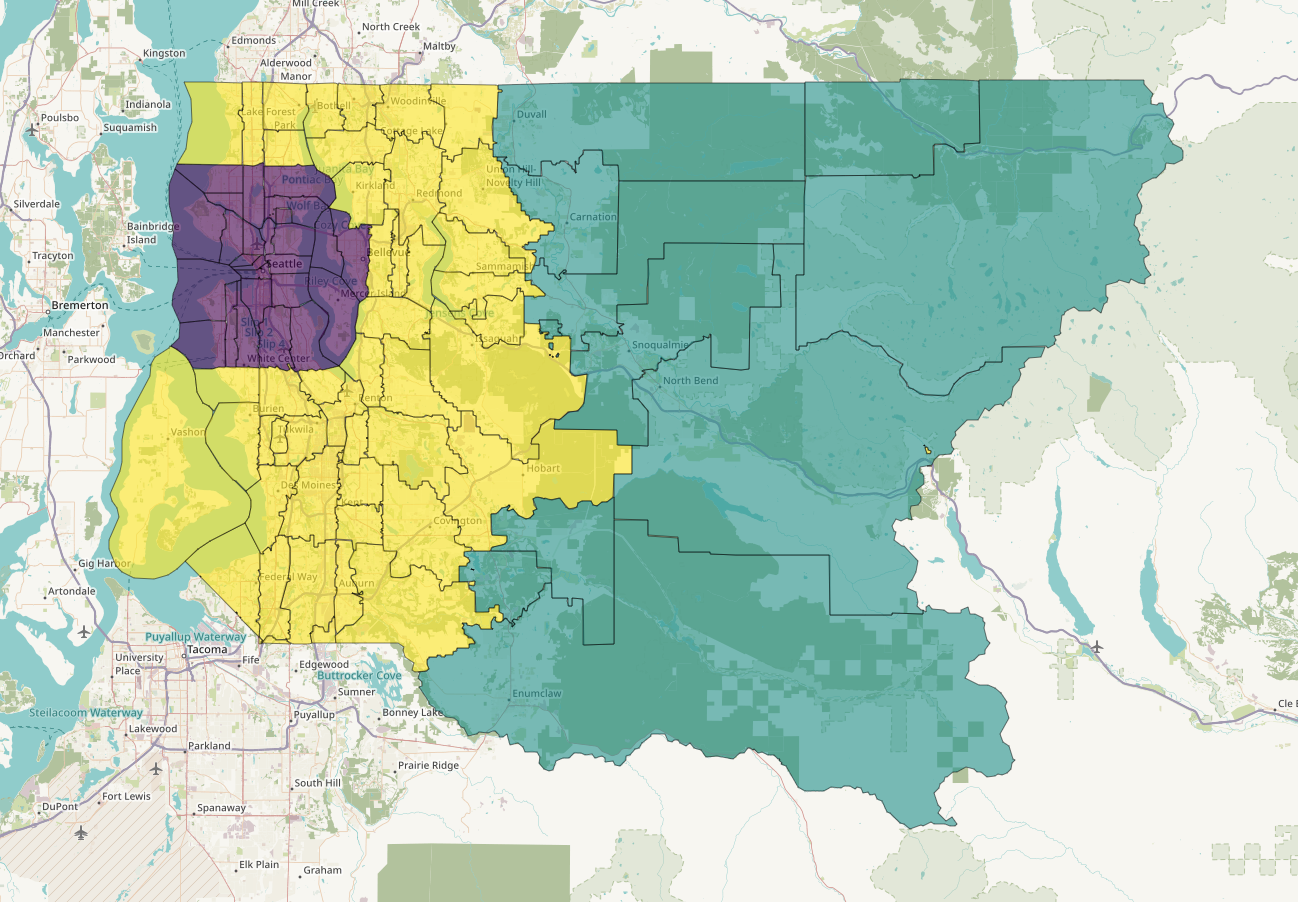 Mill Creek
North Creek
Edmonds
Maltby
Kingston
Alderwood
Manor
Indianola
Poulsbo
Suquamish
Lake Forest
Park
Bothell
Woodinville
Cottage Lake
Duvall
Juanita Bay
Pontiac B
Kirkland
Union Hill-
Novelty Hill
Redmond
Silverdale
Wolf Ba
Carnation
Bainbridge
Island
Cozy C
Tracyton
Seattle
Bellevue
Sammamish
Riley Cove
Mercer Island
Bremerton
Manchester
Slip 2
Slip 4
Issaquah
Snoqualmie
Orchard
Parkwood
White Center
North Bend
Renton
Burien
Vashon
Tukwila
Hobart
Des Moines
Kent
Covington
Gig Harbor
Federal Way
Auburn
Artondale
Puyallup Waterway
Tacoma
University
Place
Fife
Edgewood
Buttrocker Cove
Sumner
Enumclaw
Steilacoom Waterway
Puyallup
Bonney Lake
Cle E
Lakewood
Parkland
Prairie Ridge
South Hill
Fort Lewis
DuPont
Spanaway
Elk Plain
Graham